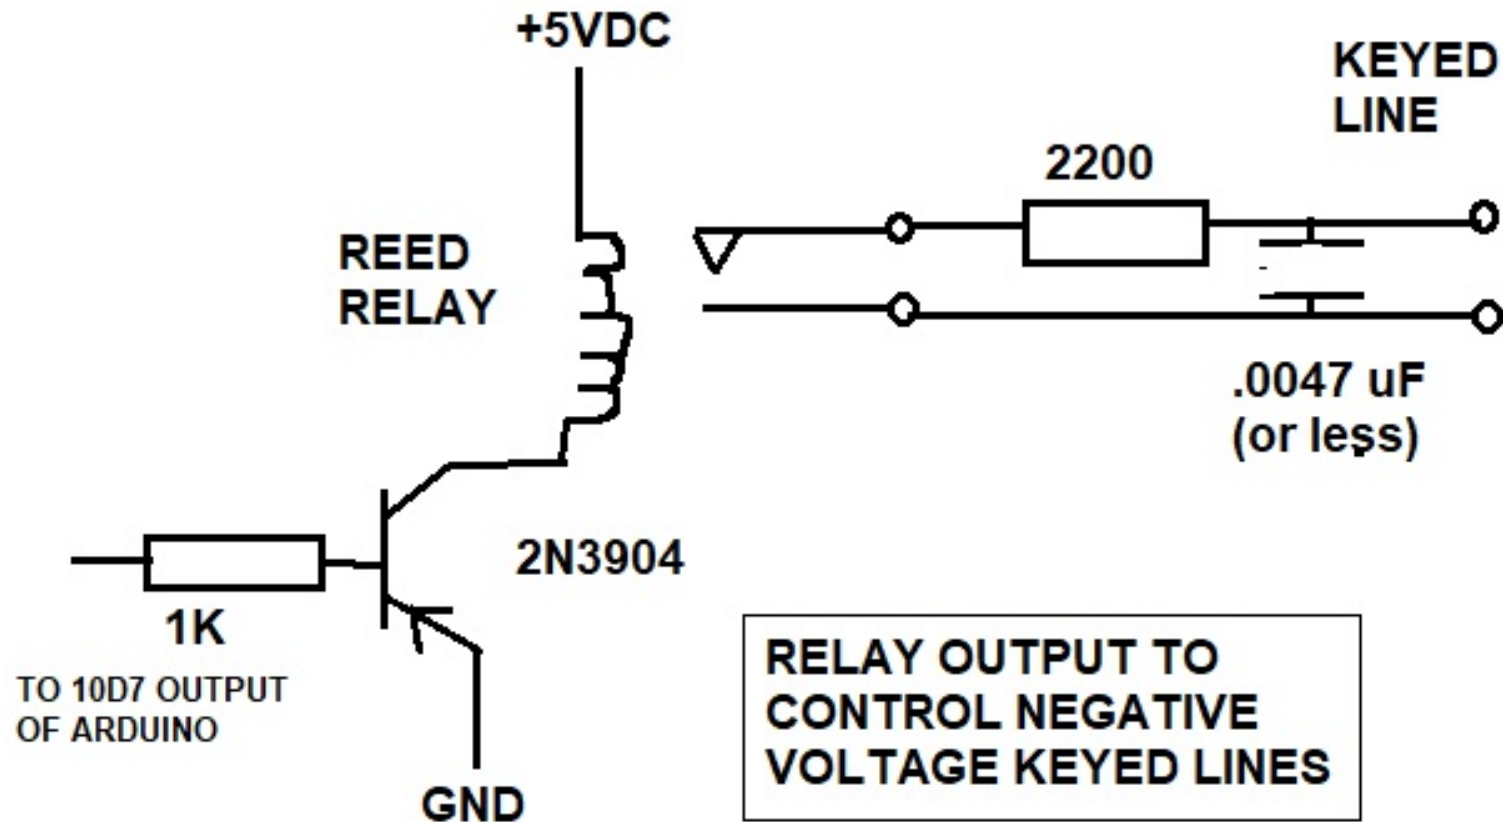 +5VDC
KEYED
LINE
2200
REED
RELAY
.0047 uF
(or less)
2N3904
1K
TO 10D7 OUTPUT
OF ARDUINO
GND
RELAY OUTPUT TO
CONTROL NEGATIVE
VOLTAGE KEYED LINES